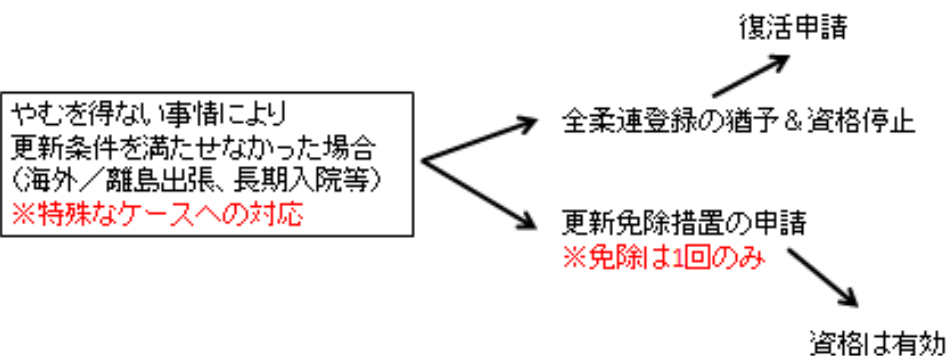 復活申請
やむを得ない事情により
更新条件を満たせなかった場合
（海外／離島出張、長期入院等）
※特殊なケースへの対応
全柔連登録の猶予＆資格停止
更新免除措置の申請
※免除は1回のみ
資格は有効